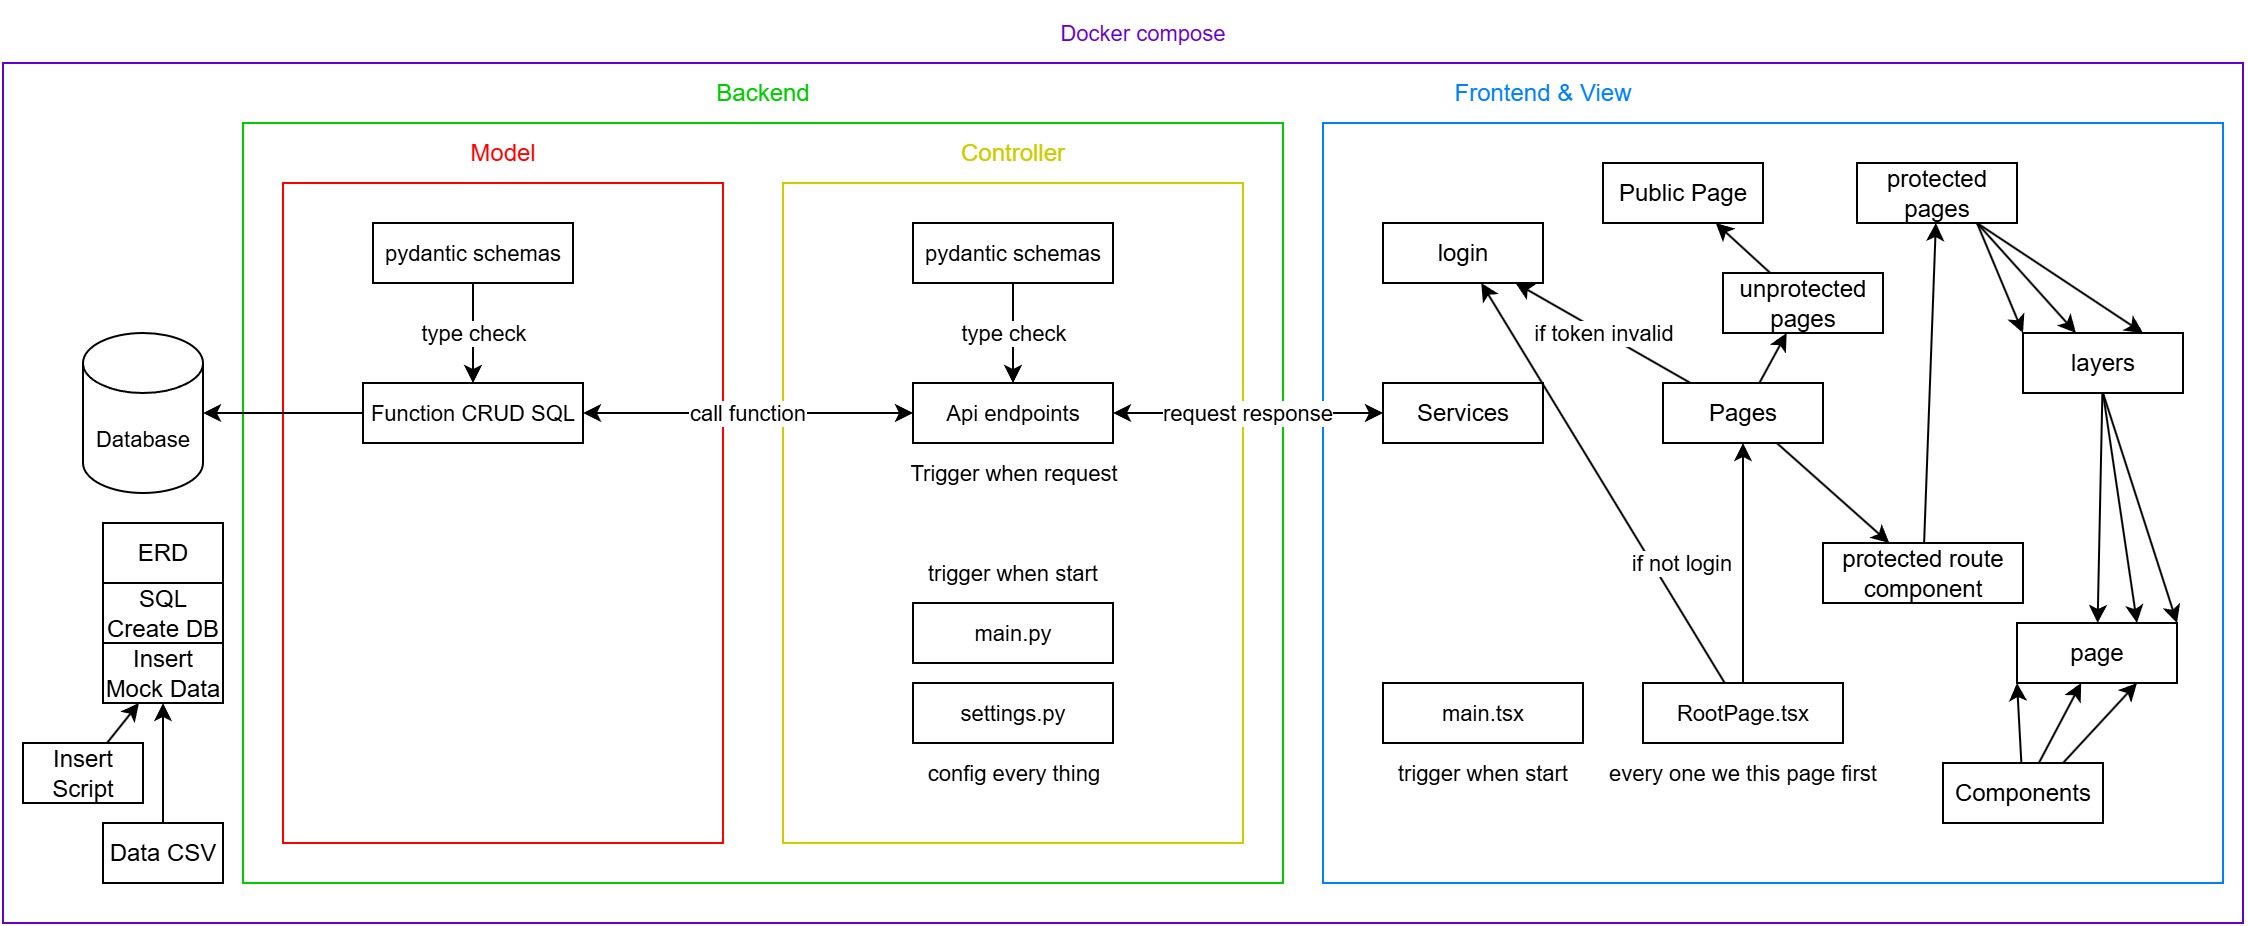 Docker compose
Backend
Frontend & View
Model
Controller
pydantic schemas
type check
Function CRUD SQL
Database
call function
pydantic schemas
type check
Api endpoints
Trigger when request
request response
trigger when start
main.py
settings.py
config every thing
ERD
SQL
Create DB
Insert
Mock Data
Insert
Script
Data CSV
login
Services
if token invalid
Public Page
unprotected
pages
Pages
protected
pages
layers
if not login
protected route
component
page
main.tsx
trigger when start
RootPage.tsx
every one we this page first
Components